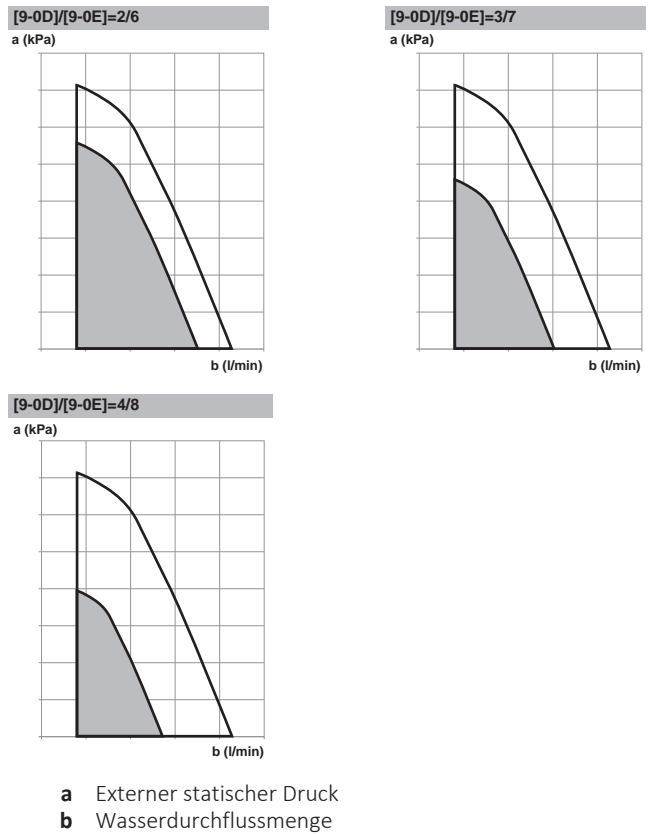 [9-0D]/[9-0E]=2/6
a (kPa)
b (l/min)
[9-0D]/[9-0E]=3/7
a (kPa)
b (l/min)
[9-0D]/[9-0E]=4/8
a (kPa)
b (l/min)
a Externer statischer Druck
b Wasserdurchflussmenge